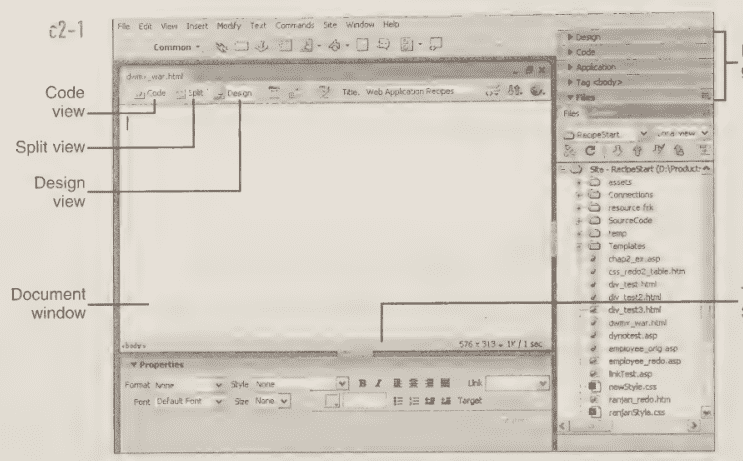 c2-1
File Edit View Insert Modify Text Commands Site Window Help
Common
Design
Code
Application
Tag <body>
Files
Files
RecipeStart
Local view
dwmx_war.html
Code Split Design Title: Web Application Recipes
Code view
Split view
Design view
Document window
Site - RecipeStart (D:\Product
assets
Connections
resource.frk
SourceCode
temp
Templates
chap2_ex.asp
css_redo2_table.htm
div_test.html
div_test2.html
div_test3.html
dwmx_war.html
dynotest.asp
employee_orig.asp
employee_redo.asp
linkTest.asp
newStyle.css
ranjan_redo.htm
ranjanStyle.css
<body>
576 x 313 1K / 1 sec
Properties
Format None Style None B I Link
Font Default Font Size None Target